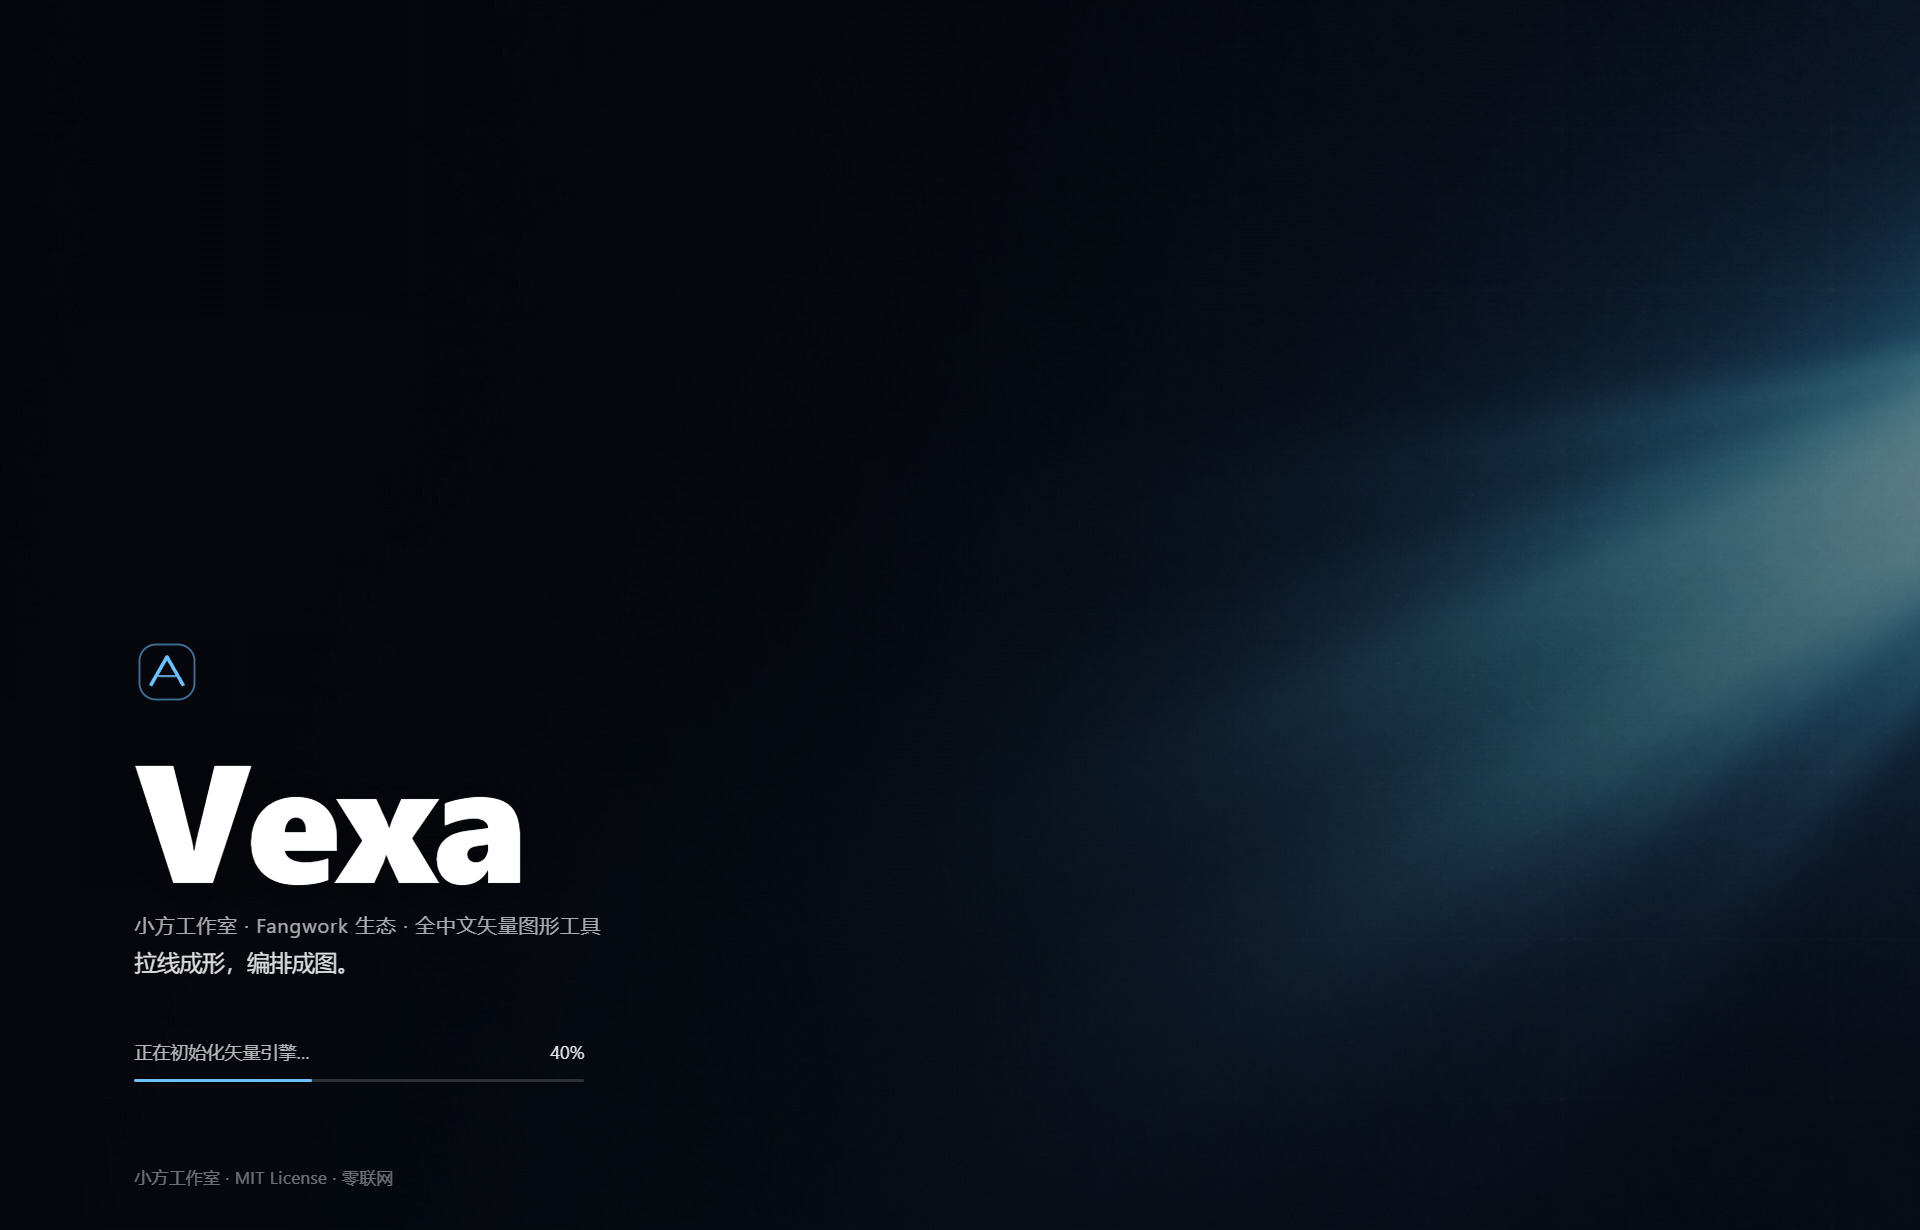 Vexa
小方工作室 · Fangwork 生态 · 全中文矢量图形工具
拉线成形，编排成图。
正在初始化矢量引擎... 40%
小方工作室 · MIT License · 零联网